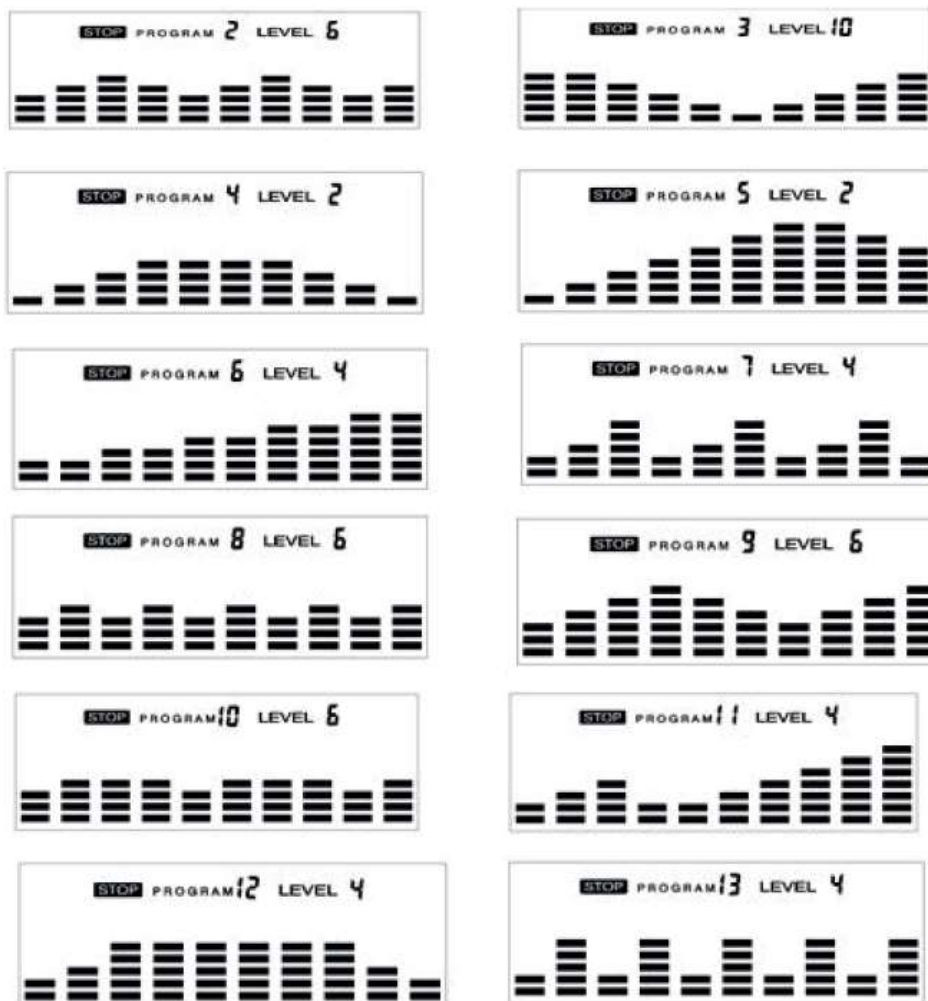 STOP PROGRAM 2 LEVEL 6
STOP PROGRAM 3 LEVEL 10
STOP PROGRAM 4 LEVEL 2
STOP PROGRAM 5 LEVEL 2
STOP PROGRAM 6 LEVEL 4
STOP PROGRAM 7 LEVEL 4
STOP PROGRAM 8 LEVEL 6
STOP PROGRAM 9 LEVEL 6
STOP PROGRAM 10 LEVEL 6
STOP PROGRAM 11 LEVEL 4
STOP PROGRAM 12 LEVEL 4
STOP PROGRAM 13 LEVEL 4